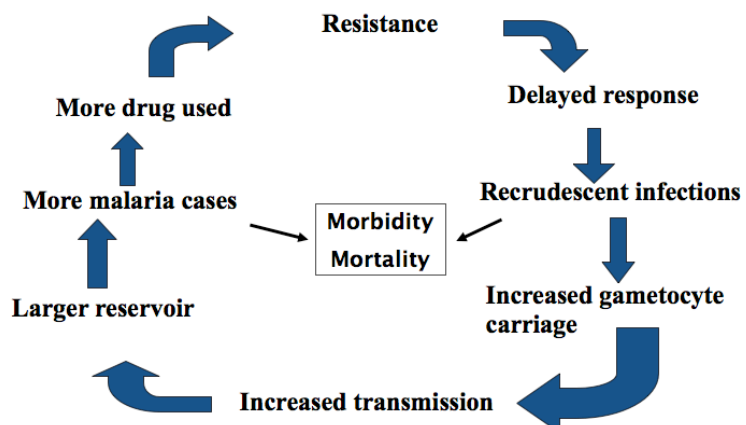 Resistance
Delayed response
Recrudescent infections
Increased gametocyte
carriage
Increased transmission
Larger reservoir
More malaria cases
More drug used
Morbidity
Mortality